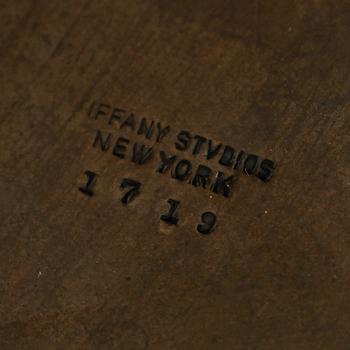 IFFANY STVDIOS
NEW YORK
1719